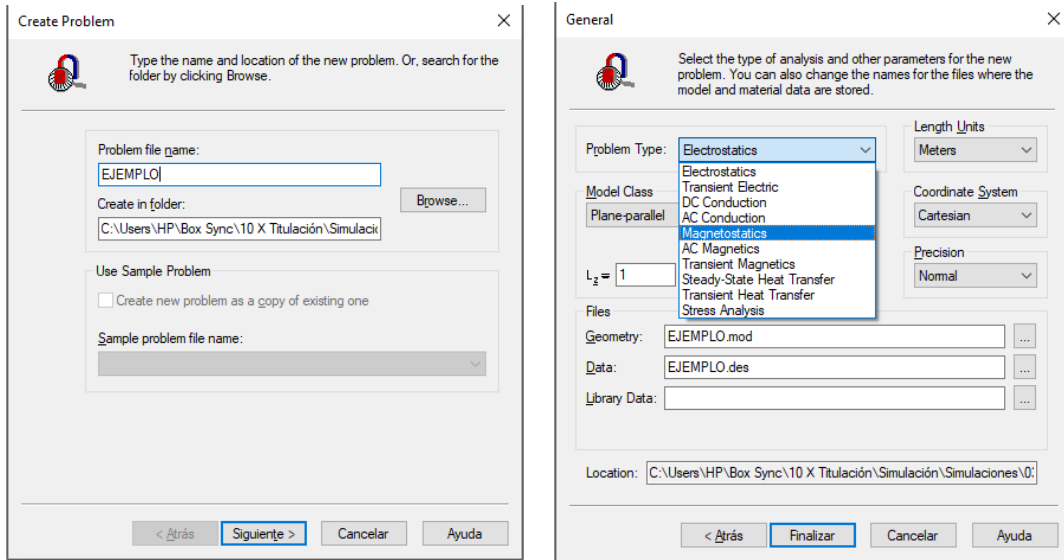 Create Problem
Type the name and location of the new problem. Or, search for the
folder by clicking Browse.
Problem file name:
EJEMPLO
Browse...
Create in folder:
C:\Users\HP\Box Sync\10 X Titulación\Simulació
Use Sample Problem
Create new problem as a copy of existing one
Sample problem file name:
< Atrás
Siguiente >
Cancelar
Ayuda
General
Select the type of analysis and other parameters for the new
problem. You can also change the names for the files where the
model and material data are stored.
Problem Type:
Electrostatics
Length Units
Meters
Electrostatics
Transient Electric
DC Conduction
AC Conduction
Magnetostatics
AC Magnetics
Transient Magnetics
Steady-State Heat Transfer
Transient Heat Transfer
Stress Analysis
Model Class
Plane-parallel
Coordinate System
Cartesian
Lz = 1
Precision
Normal
Files
Geometry:
EJEMPLO.mod
...
Data:
EJEMPLO.des
...
Library Data:
...
Location:
C:\Users\HP\Box Sync\10 X Titulación\Simulación\Simulaciones\0
< Atrás
Finalizar
Cancelar
Ayuda